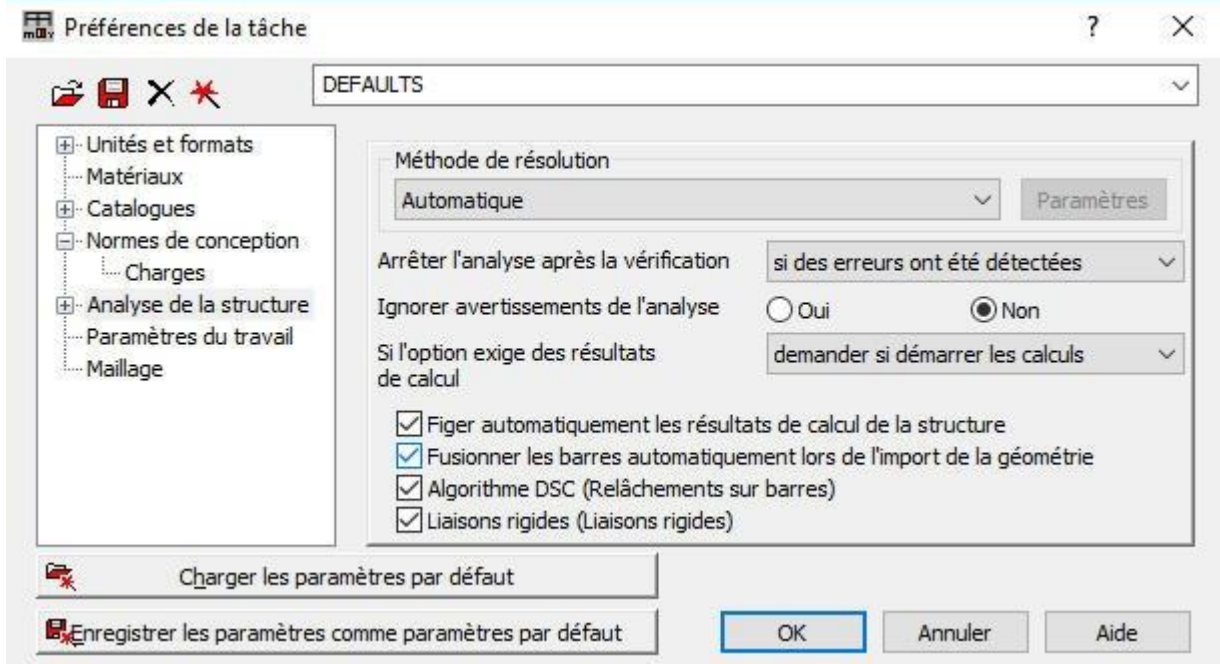 Préférences de la tâche
?
DEFAULTS
Unités et formats
Matériaux
Catalogues
Normes de conception
Charges
Analyse de la structure
Paramètres du travail
Maillage
Méthode de résolution
Automatique
Paramètres
Arrêter l'analyse après la vérification
si des erreurs ont été détectées
Ignorer avertissements de l'analyse
Oui
Non
Si l'option exige des résultats
de calcul
demander si démarrer les calculs
Figer automatiquement les résultats de calcul de la structure
Fusionner les barres automatiquement lors de l'import de la géométrie
Algorithme DSC (Relâchements sur barres)
Liaisons rigides (Liaisons rigides)
Charger les paramètres par défaut
Enregistrer les paramètres comme paramètres par défaut
OK
Annuler
Aide